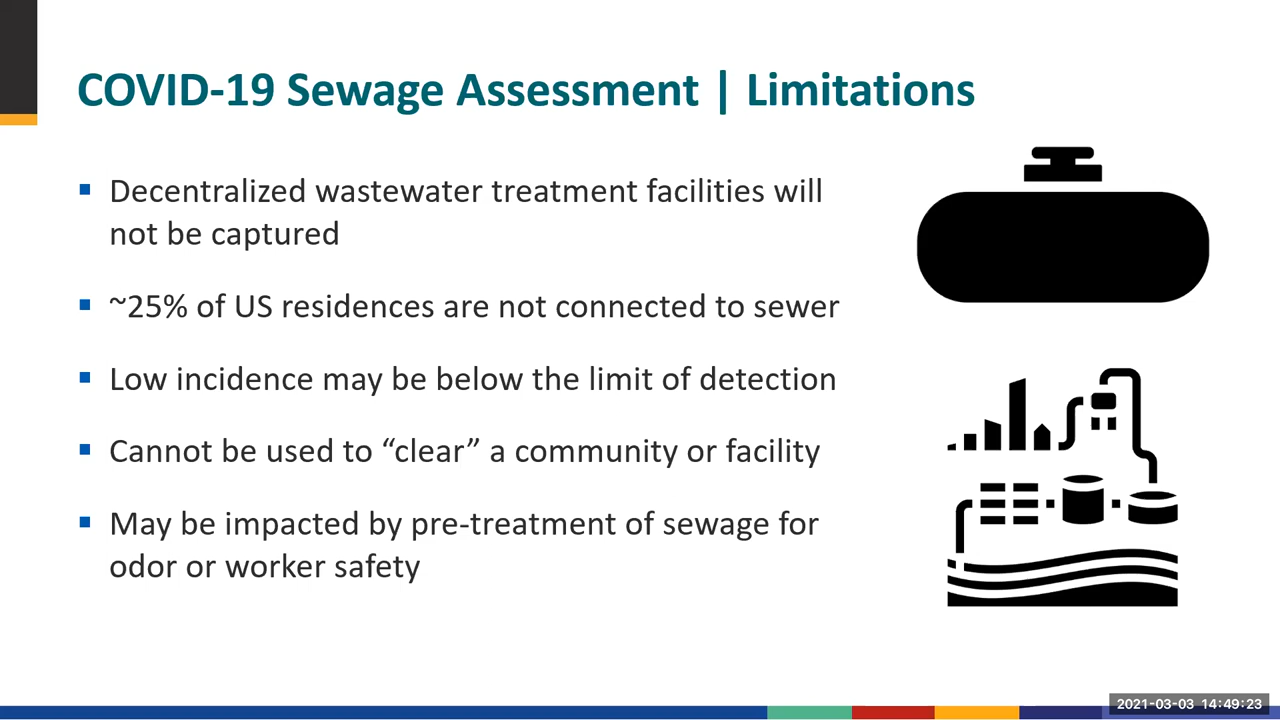 COVID-19 Sewage Assessment | Limitations
▪ Decentralized wastewater treatment facilities will
not be captured
▪ ~25% of US residences are not connected to sewer
▪ Low incidence may be below the limit of detection
▪ Cannot be used to “clear” a community or facility
▪ May be impacted by pre-treatment of sewage for
odor or worker safety
2021-03-03 14:49:23